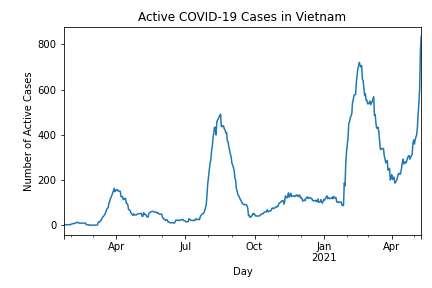 Active COVID-19 Cases in Vietnam
Number of Active Cases
800
600
400
200
0
Apr
Jul
Oct
Jan
2021
Apr
Day